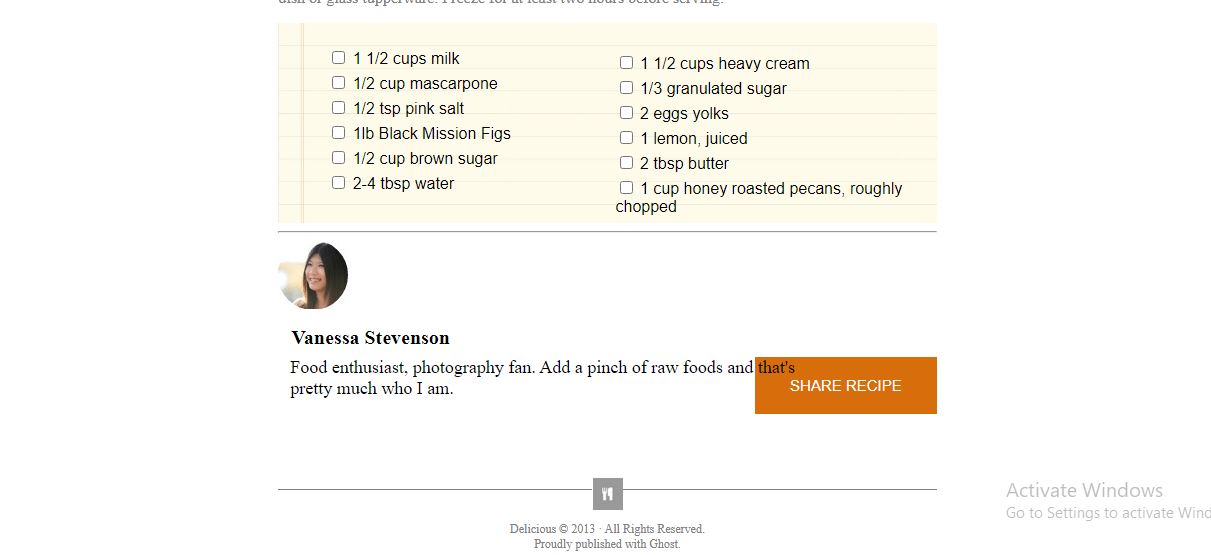 dish or glass tupperware. Freeze for at least two hours before serving.
1 1/2 cups milk
1/2 cup mascarpone
1/2 tsp pink salt
1lb Black Mission Figs
1/2 cup brown sugar
2-4 tbsp water
1 1/2 cups heavy cream
1/3 granulated sugar
2 eggs yolks
1 lemon, juiced
2 tbsp butter
1 cup honey roasted pecans, roughly
chopped
Vanessa Stevenson
Food enthusiast, photography fan. Add a pinch of raw foods and that's
pretty much who I am.
SHARE RECIPE
Delicious © 2013 · All Rights Reserved.
Proudly published with Ghost.
Activate Windows
Go to Settings to activate Wind